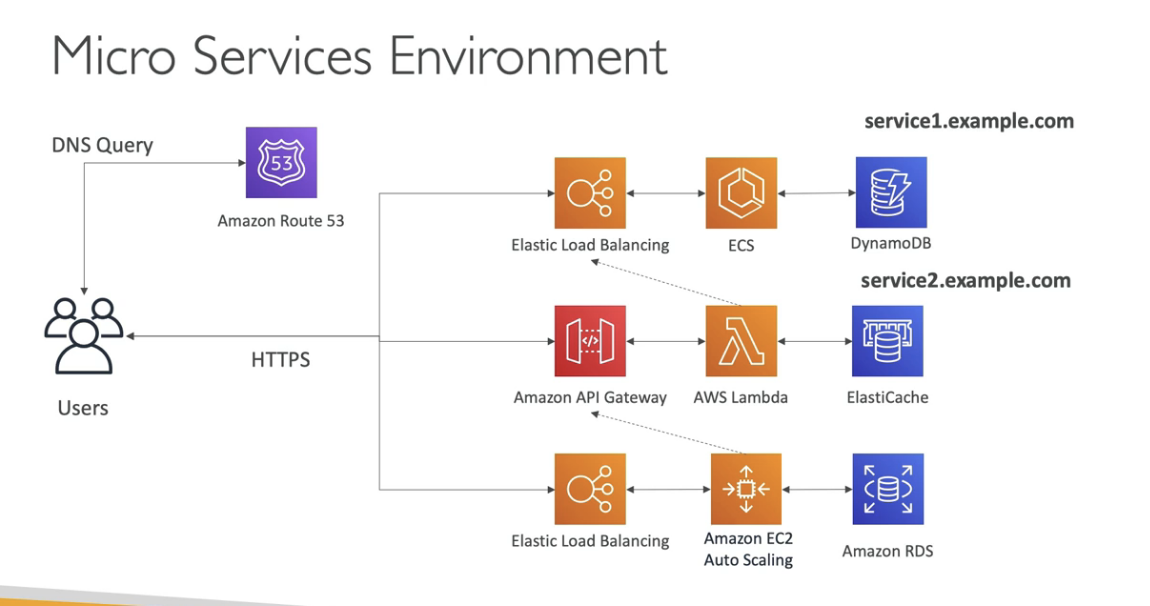 Micro Services Environment
service1.example.com
DNS Query
53
Amazon Route 53
Elastic Load Balancing
ECS
DynamoDB
service2.example.com
HTTPS
</>
Amazon API Gateway
AWS Lambda
ElastiCache
Users
Elastic Load Balancing
Amazon EC2
Auto Scaling
Amazon RDS